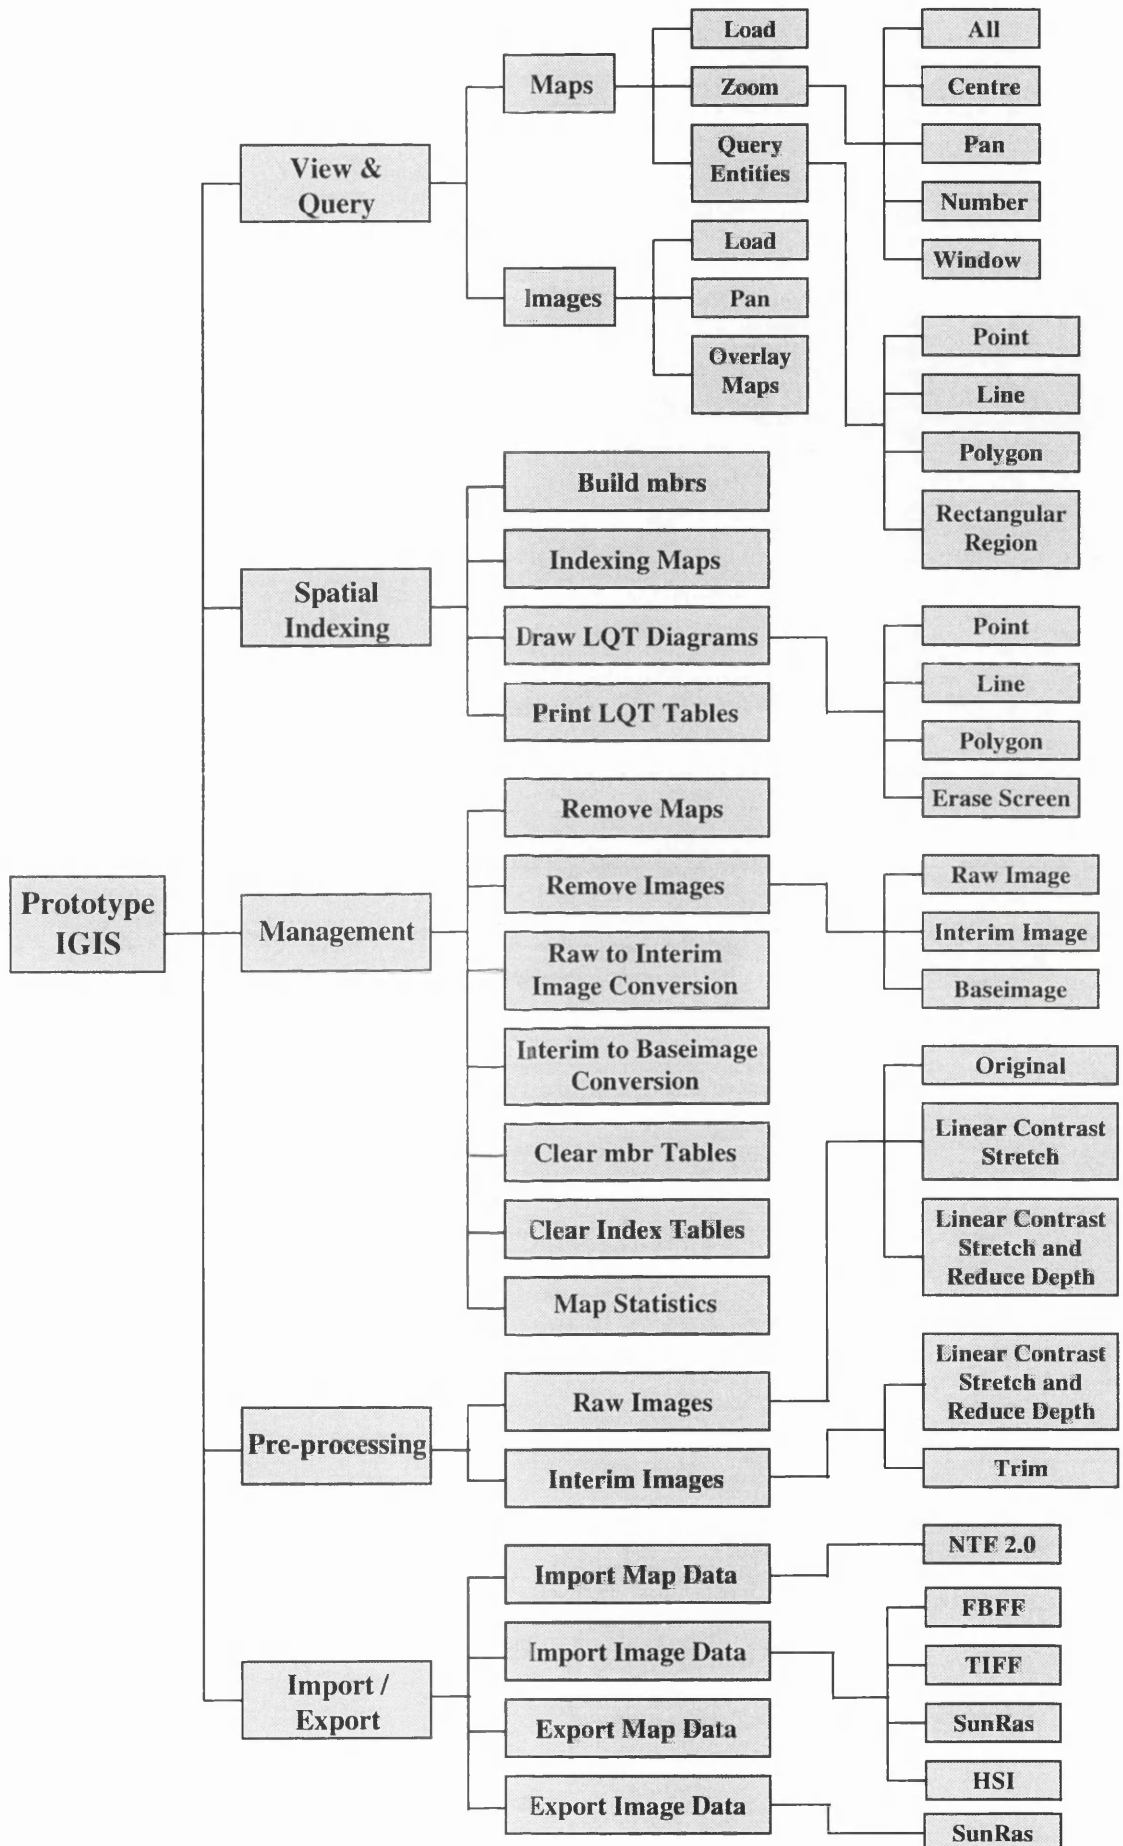 Prototype
IGIS
View &
Query
Maps
Load
Zoom
All
Centre
Pan
Number
Window
Query
Entities
Point
Line
Polygon
Rectangular
Region
Images
Load
Pan
Overlay
Maps
Spatial
Indexing
Build mbrs
Indexing Maps
Draw LQT Diagrams
Point
Line
Polygon
Erase Screen
Print LQT Tables
Management
Remove Maps
Remove Images
Raw Image
Interim Image
Baseimage
Raw to Interim
Image Conversion
Interim to Baseimage
Conversion
Clear mbr Tables
Clear Index Tables
Map Statistics
Pre-processing
Raw Images
Original
Linear Contrast
Stretch
Linear Contrast
Stretch and
Reduce Depth
Interim Images
Linear Contrast
Stretch and
Reduce Depth
Trim
Import /
Export
Import Map Data
NTF 2.0
Import Image Data
FBFF
TIFF
SunRas
HSI
Export Map Data
Export Image Data
SunRas